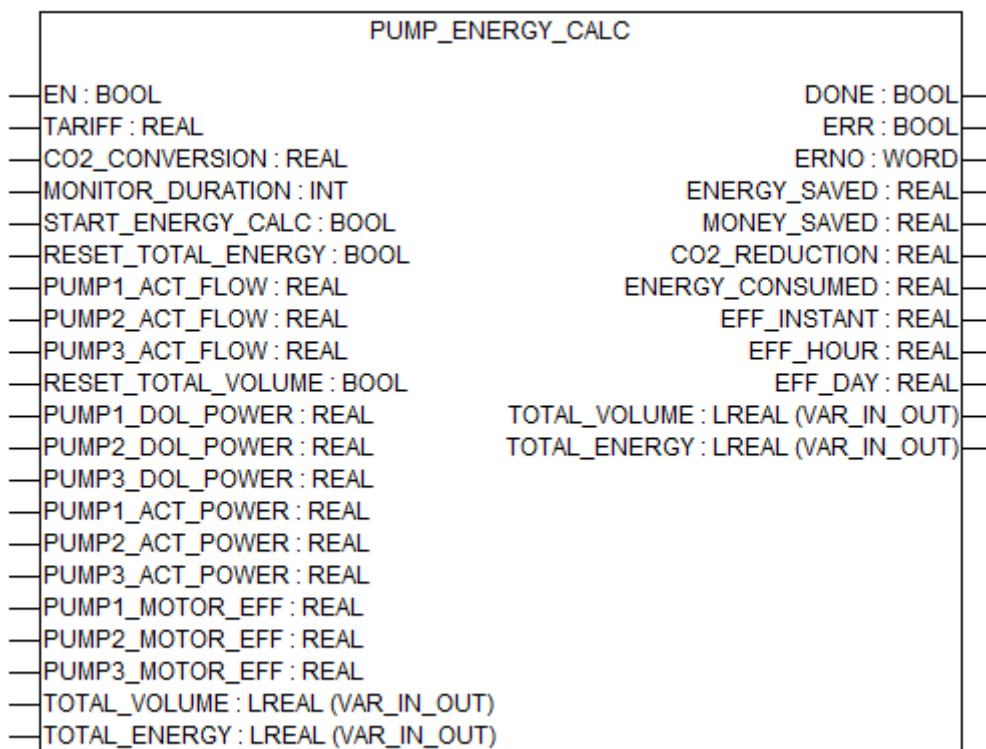 PUMP_ENERGY_CALC
EN : BOOL
DONE : BOOL
TARIFF : REAL
ERR : BOOL
CO2_CONVERSION : REAL
ERNO : WORD
MONITOR_DURATION : INT
ENERGY_SAVED : REAL
START_ENERGY_CALC : BOOL
MONEY_SAVED : REAL
RESET_TOTAL_ENERGY : BOOL
CO2_REDUCTION : REAL
PUMP1_ACT_FLOW : REAL
ENERGY_CONSUMED : REAL
PUMP2_ACT_FLOW : REAL
EFF_INSTANT : REAL
PUMP3_ACT_FLOW : REAL
EFF_HOUR : REAL
RESET_TOTAL_VOLUME : BOOL
EFF_DAY : REAL
PUMP1_DOL_POWER : REAL
TOTAL_VOLUME : LREAL (VAR_IN_OUT)
PUMP2_DOL_POWER : REAL
TOTAL_ENERGY : LREAL (VAR_IN_OUT)
PUMP3_DOL_POWER : REAL
PUMP1_ACT_POWER : REAL
PUMP2_ACT_POWER : REAL
PUMP3_ACT_POWER : REAL
PUMP1_MOTOR_EFF : REAL
PUMP2_MOTOR_EFF : REAL
PUMP3_MOTOR_EFF : REAL
TOTAL_VOLUME : LREAL (VAR_IN_OUT)
TOTAL_ENERGY : LREAL (VAR_IN_OUT)